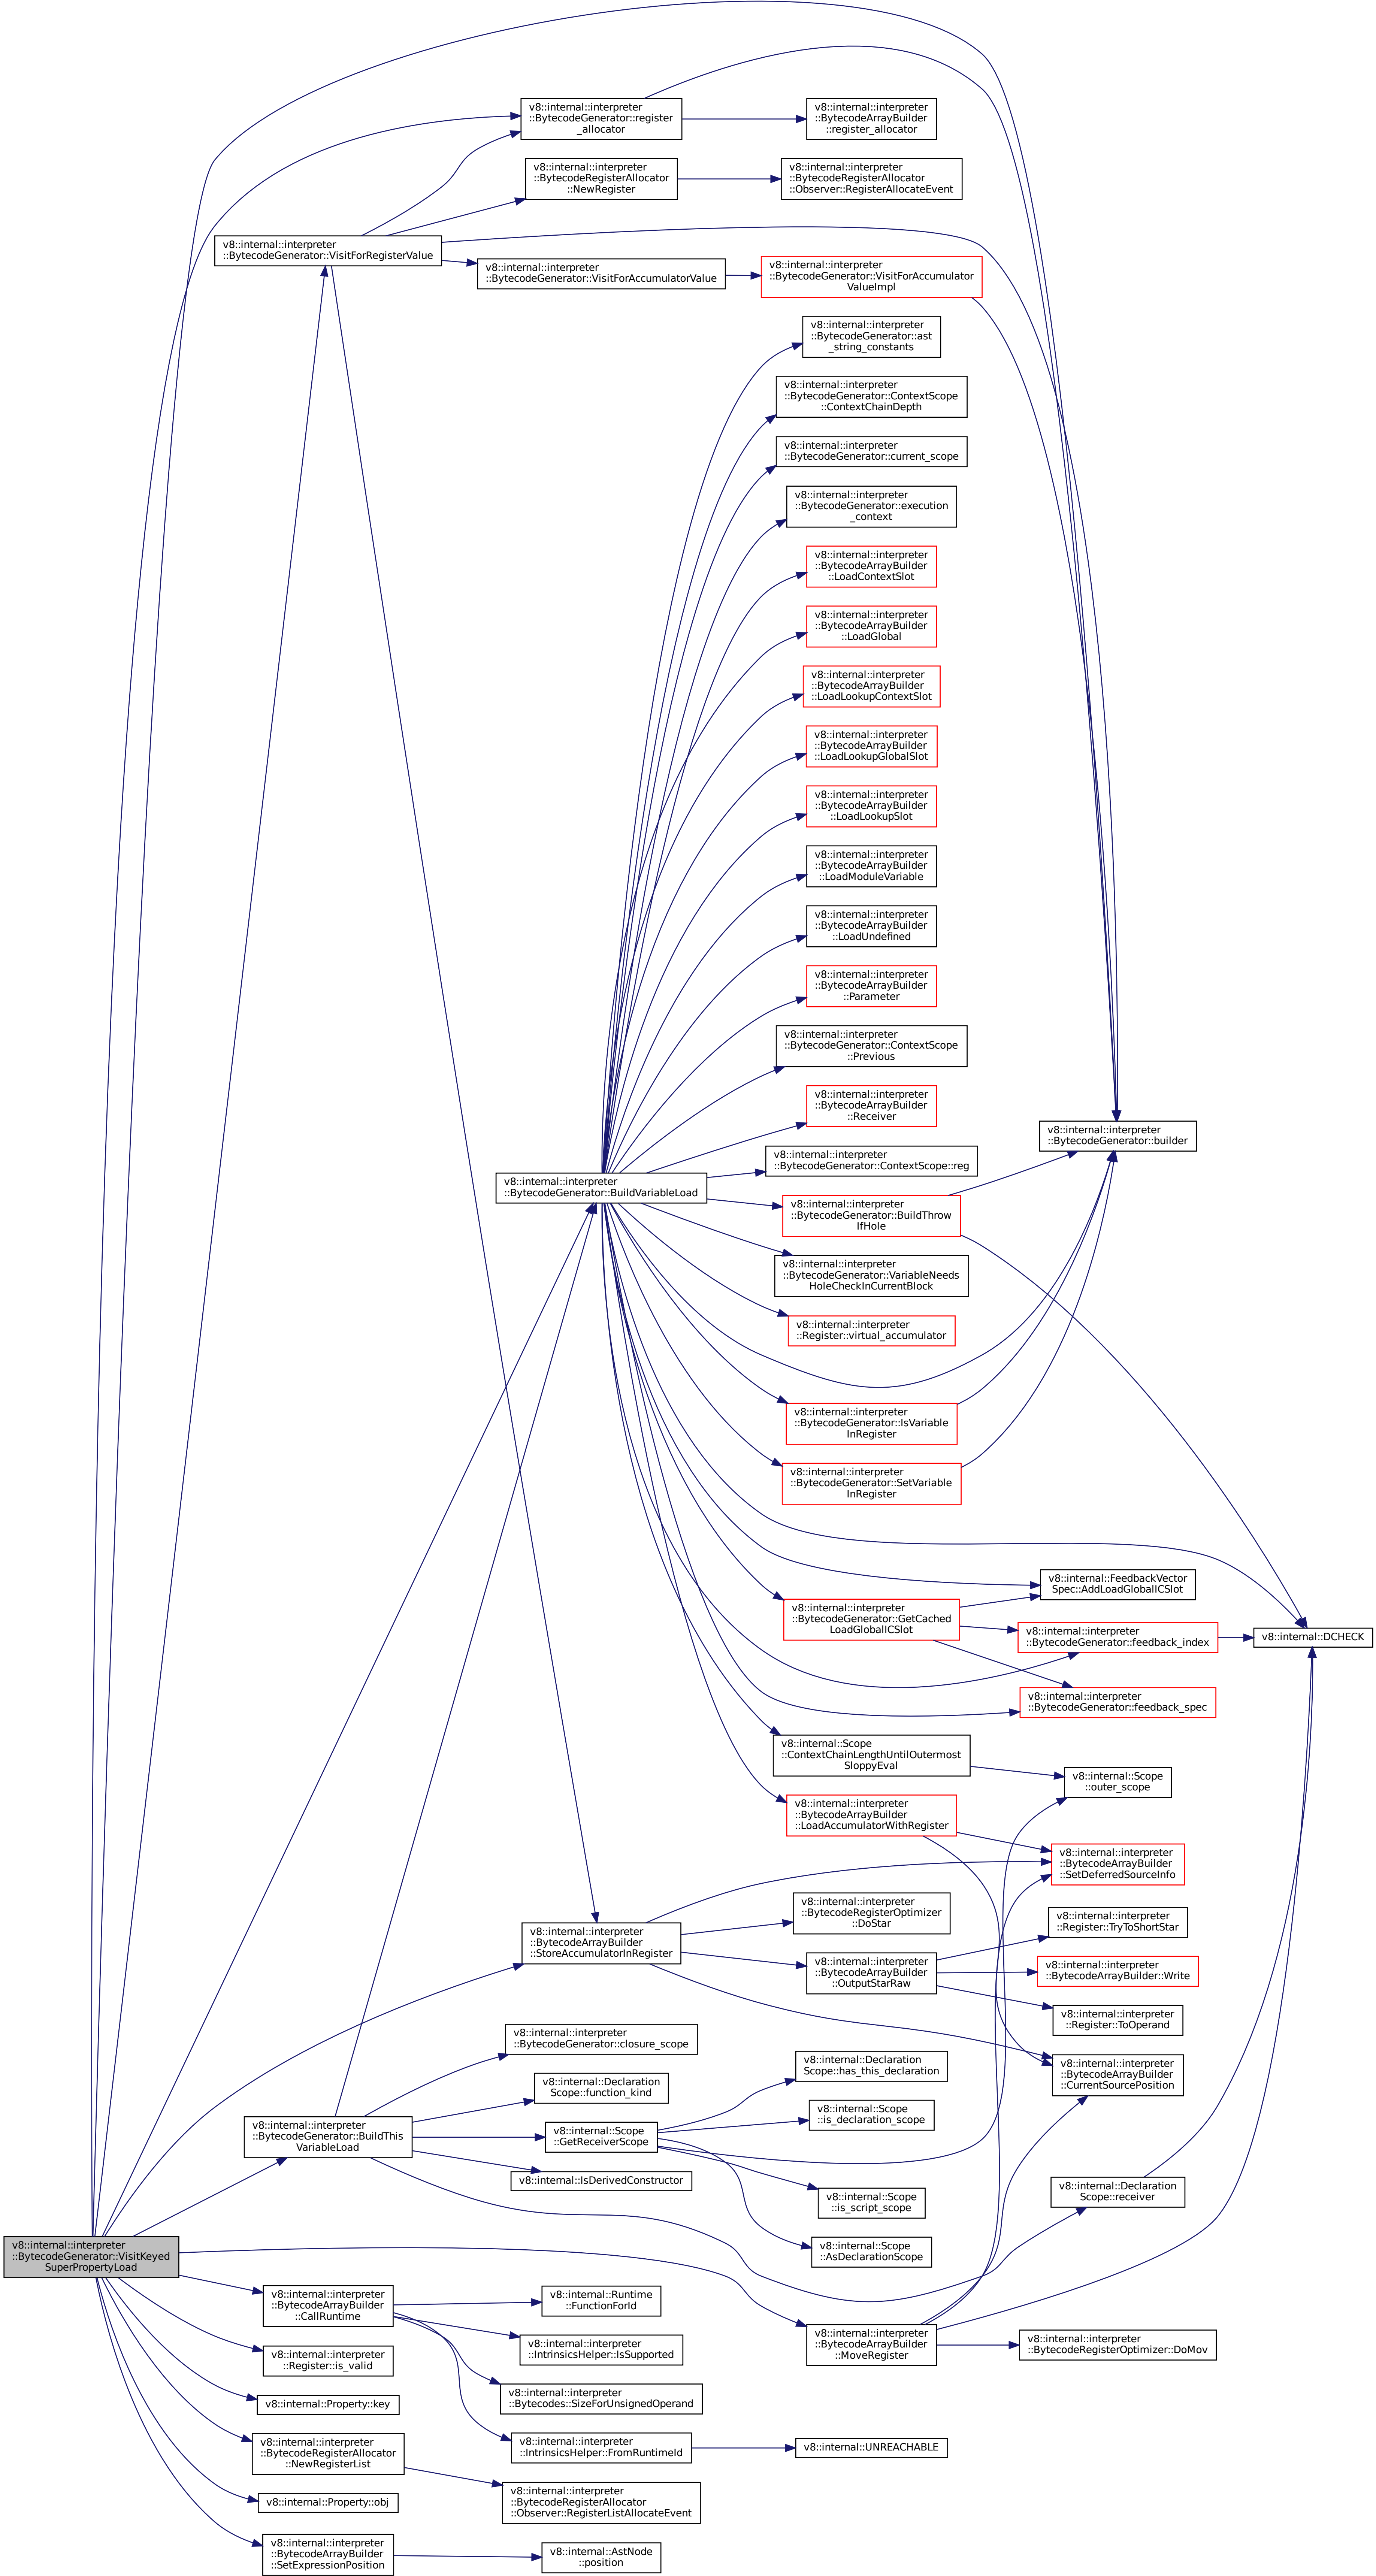 v8::internal::interpreter
::BytecodeGenerator::register
_allocator
v8::internal::interpreter
::BytecodeArrayBuilder
::register_allocator
v8::internal::interpreter
::BytecodeRegisterAllocator
::NewRegister
v8::internal::interpreter
::BytecodeRegisterAllocator
::Observer::RegisterAllocateEvent
v8::internal::interpreter
::BytecodeGenerator::VisitForRegisterValue
v8::internal::interpreter
::BytecodeGenerator::VisitForAccumulatorValue
v8::internal::interpreter
::BytecodeGenerator::VisitForAccumulator
ValueImpl
v8::internal::interpreter
::BytecodeGenerator::ast
_string_constants
v8::internal::interpreter
::BytecodeGenerator::ContextScope
::ContextChainDepth
v8::internal::interpreter
::BytecodeGenerator::current_scope
v8::internal::interpreter
::BytecodeGenerator::execution
_context
v8::internal::interpreter
::BytecodeArrayBuilder
::LoadContextSlot
v8::internal::interpreter
::BytecodeArrayBuilder
::LoadGlobal
v8::internal::interpreter
::BytecodeArrayBuilder
::LoadLookupContextSlot
v8::internal::interpreter
::BytecodeArrayBuilder
::LoadLookupGlobalSlot
v8::internal::interpreter
::BytecodeArrayBuilder
::LoadLookupSlot
v8::internal::interpreter
::BytecodeArrayBuilder
::LoadModuleVariable
v8::internal::interpreter
::BytecodeArrayBuilder
::LoadUndefined
v8::internal::interpreter
::BytecodeArrayBuilder
::Parameter
v8::internal::interpreter
::BytecodeGenerator::ContextScope
::Previous
v8::internal::interpreter
::BytecodeArrayBuilder
::Receiver
v8::internal::interpreter
::BytecodeGenerator::builder
v8::internal::interpreter
::BytecodeGenerator::ContextScope::reg
v8::internal::interpreter
::BytecodeGenerator::BuildVariableLoad
v8::internal::interpreter
::BytecodeGenerator::BuildThrow
IfHole
v8::internal::interpreter
::BytecodeGenerator::VariableNeeds
HoleCheckInCurrentBlock
v8::internal::interpreter
::Register::virtual_accumulator
v8::internal::interpreter
::BytecodeGenerator::IsVariable
InRegister
v8::internal::interpreter
::BytecodeGenerator::SetVariable
InRegister
v8::internal::FeedbackVector
Spec::AddLoadGlobalICSlot
v8::internal::interpreter
::BytecodeGenerator::GetCached
LoadGlobalICSlot
v8::internal::interpreter
::BytecodeGenerator::feedback_index
v8::internal::DCHECK
v8::internal::interpreter
::BytecodeGenerator::feedback_spec
v8::internal::Scope
::ContextChainLengthUntilOutermost
SloppyEval
v8::internal::Scope
::outer_scope
v8::internal::interpreter
::BytecodeArrayBuilder
::LoadAccumulatorWithRegister
v8::internal::interpreter
::BytecodeArrayBuilder
::SetDeferredSourceInfo
v8::internal::interpreter
::BytecodeRegisterOptimizer
::DoStar
v8::internal::interpreter
::Register::TryToShortStar
v8::internal::interpreter
::BytecodeArrayBuilder
::StoreAccumulatorInRegister
v8::internal::interpreter
::BytecodeArrayBuilder
::OutputStarRaw
v8::internal::interpreter
::BytecodeArrayBuilder::Write
v8::internal::interpreter
::Register::ToOperand
v8::internal::interpreter
::BytecodeGenerator::closure_scope
v8::internal::Declaration
Scope::has_this_declaration
v8::internal::interpreter
::BytecodeArrayBuilder
::CurrentSourcePosition
v8::internal::Declaration
Scope::function_kind
v8::internal::Scope
::is_declaration_scope
v8::internal::interpreter
::BytecodeGenerator::BuildThis
VariableLoad
v8::internal::Scope
::GetReceiverScope
v8::internal::IsDerivedConstructor
v8::internal::Scope
::is_script_scope
v8::internal::Declaration
Scope::receiver
v8::internal::Scope
::AsDeclarationScope
v8::internal::interpreter
::BytecodeGenerator::VisitKeyed
SuperPropertyLoad
v8::internal::interpreter
::BytecodeArrayBuilder
::CallRuntime
v8::internal::Runtime
::FunctionForId
v8::internal::interpreter
::BytecodeArrayBuilder
::MoveRegister
v8::internal::interpreter
::BytecodeRegisterOptimizer::DoMov
v8::internal::interpreter
::IntrinsicsHelper::IsSupported
v8::internal::interpreter
::Register::is_valid
v8::internal::interpreter
::Bytecodes::SizeForUnsignedOperand
v8::internal::Property::key
v8::internal::interpreter
::IntrinsicsHelper::FromRuntimeId
v8::internal::UNREACHABLE
v8::internal::interpreter
::BytecodeRegisterAllocator
::NewRegisterList
v8::internal::interpreter
::BytecodeRegisterAllocator
::Observer::RegisterListAllocateEvent
v8::internal::Property::obj
v8::internal::interpreter
::BytecodeArrayBuilder
::SetExpressionPosition
v8::internal::AstNode
::position